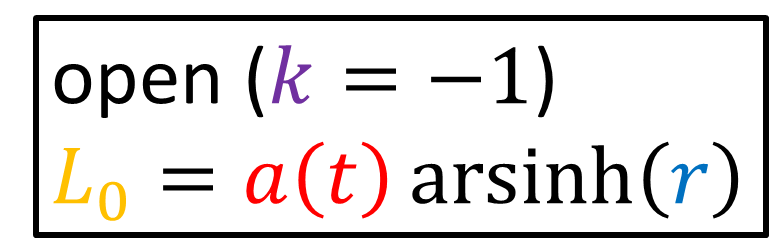 open (k = −1)
L₀ = a(t) arsinh(r)